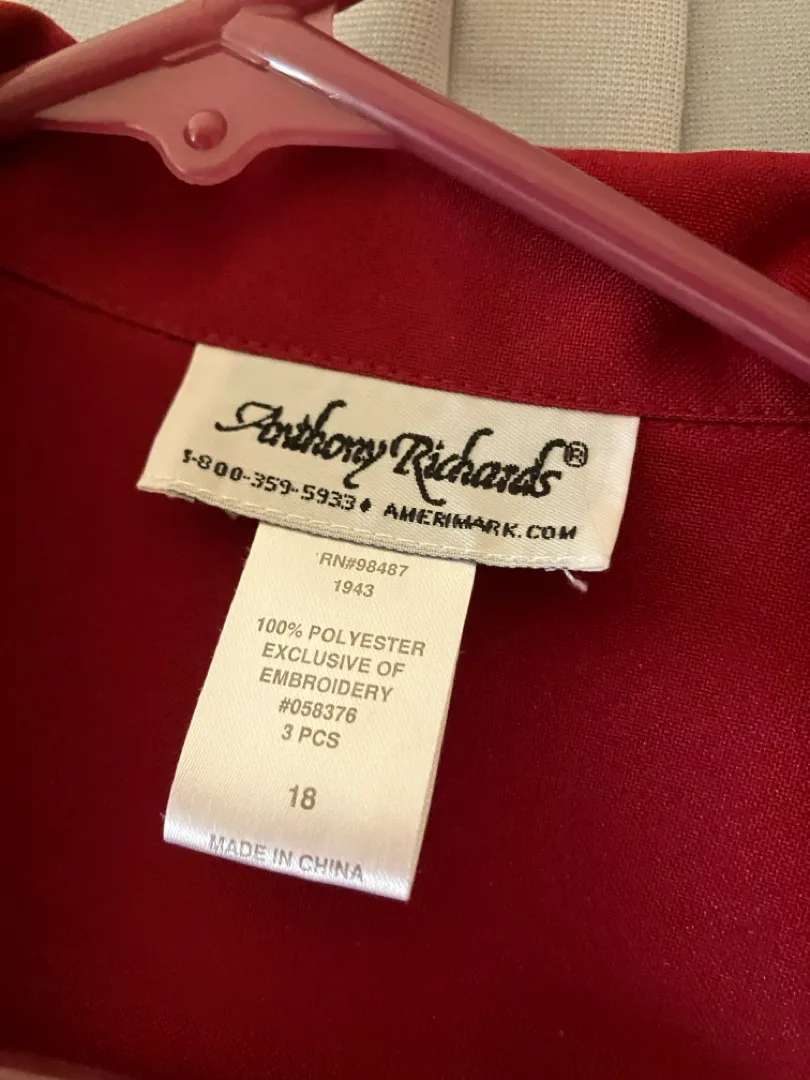 Anthony Richards®
1-800-359-5933♦ AMERIMARK.COM
RN#98487
1943
100% POLYESTER
EXCLUSIVE OF
EMBROIDERY
#058376
3 PCS
18
MADE IN CHINA